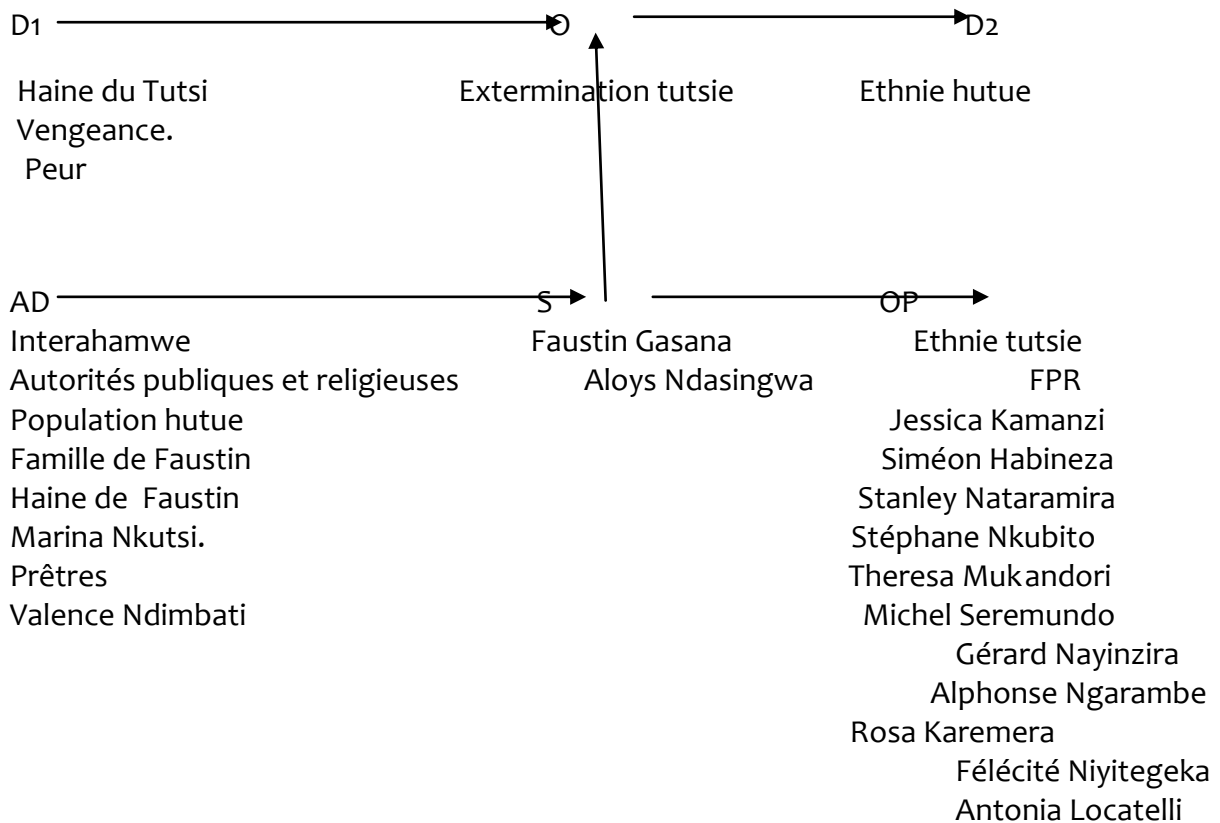 D1 O D2
Haine du Tutsi Extermination tutsie Ethnie hutue
Vengeance.
Peur
AD S OP
Interahamwe Faustin Gasana Ethnie tutsie
Autorités publiques et religieuses Aloys Ndasingwa FPR
Population hutue Jessica Kamanzi
Famille de Faustin Siméon Habineza
Haine de Faustin Stanley Nataramira
Marina Nkutsi. Stéphane Nkubito
Prêtres Theresa Mukandori
Valence Ndimbati Michel Seremundo
Gérard Nayinzira
Alphonse Ngarambe
Rosa Karemera
Félécité Niyitegeka
Antonia Locatelli